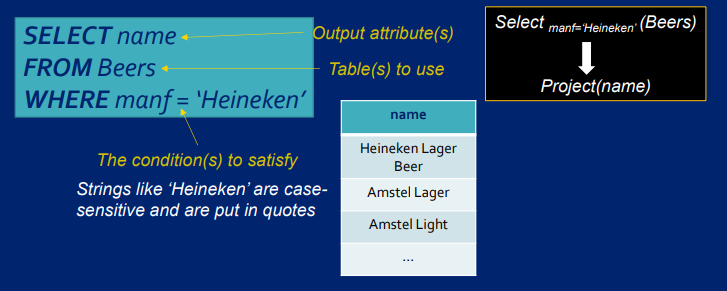 SELECT name
FROM Beers
WHERE manf = ‘Heineken’
Output attribute(s)
Table(s) to use
The condition(s) to satisfy
Strings like ‘Heineken’ are case-
sensitive and are put in quotes
name
Heineken Lager
Beer
Amstel Lager
Amstel Light
...
Select manf=‘Heineken’ (Beers)
Project(name)